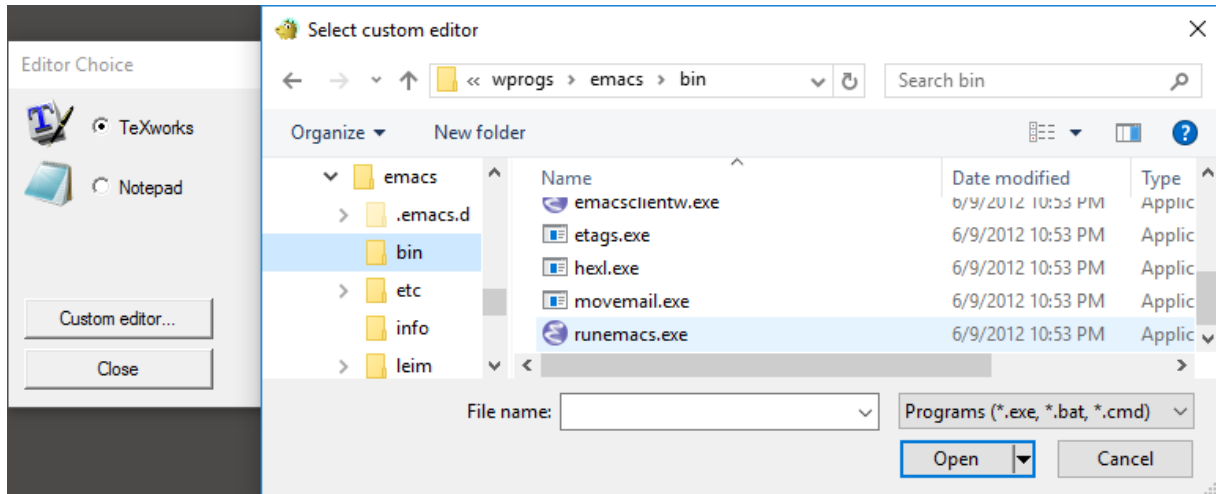 Editor Choice
TeXworks
Notepad
Custom editor...
Close
Select custom editor
« wprogs > emacs > bin
Search bin
Organize
New folder
emacs
.emacs.d
bin
etc
info
leim
Name Date modified Type
emacsclientw.exe 6/9/2012 10:53 PM Applic
etags.exe 6/9/2012 10:53 PM Applic
hexl.exe 6/9/2012 10:53 PM Applic
movemail.exe 6/9/2012 10:53 PM Applic
runemacs.exe 6/9/2012 10:53 PM Applic
File name:
Programs (*.exe, *.bat, *.cmd)
Open
Cancel